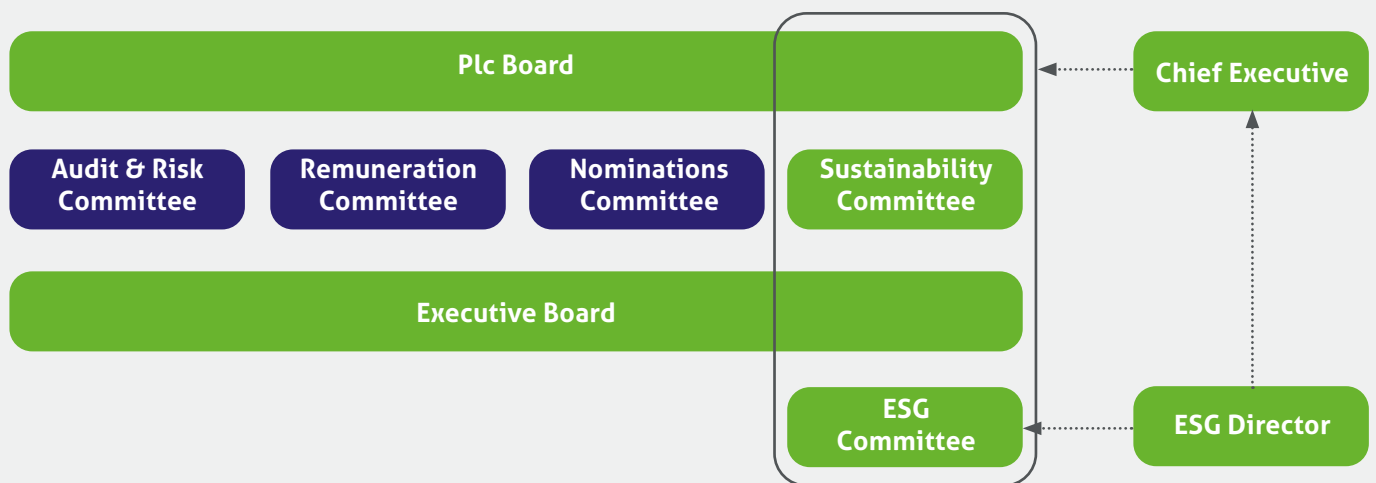 Plc Board
Chief Executive
Audit & Risk
Committee
Remuneration
Committee
Nominations
Committee
Sustainability
Committee
Executive Board
ESG
Committee
ESG Director